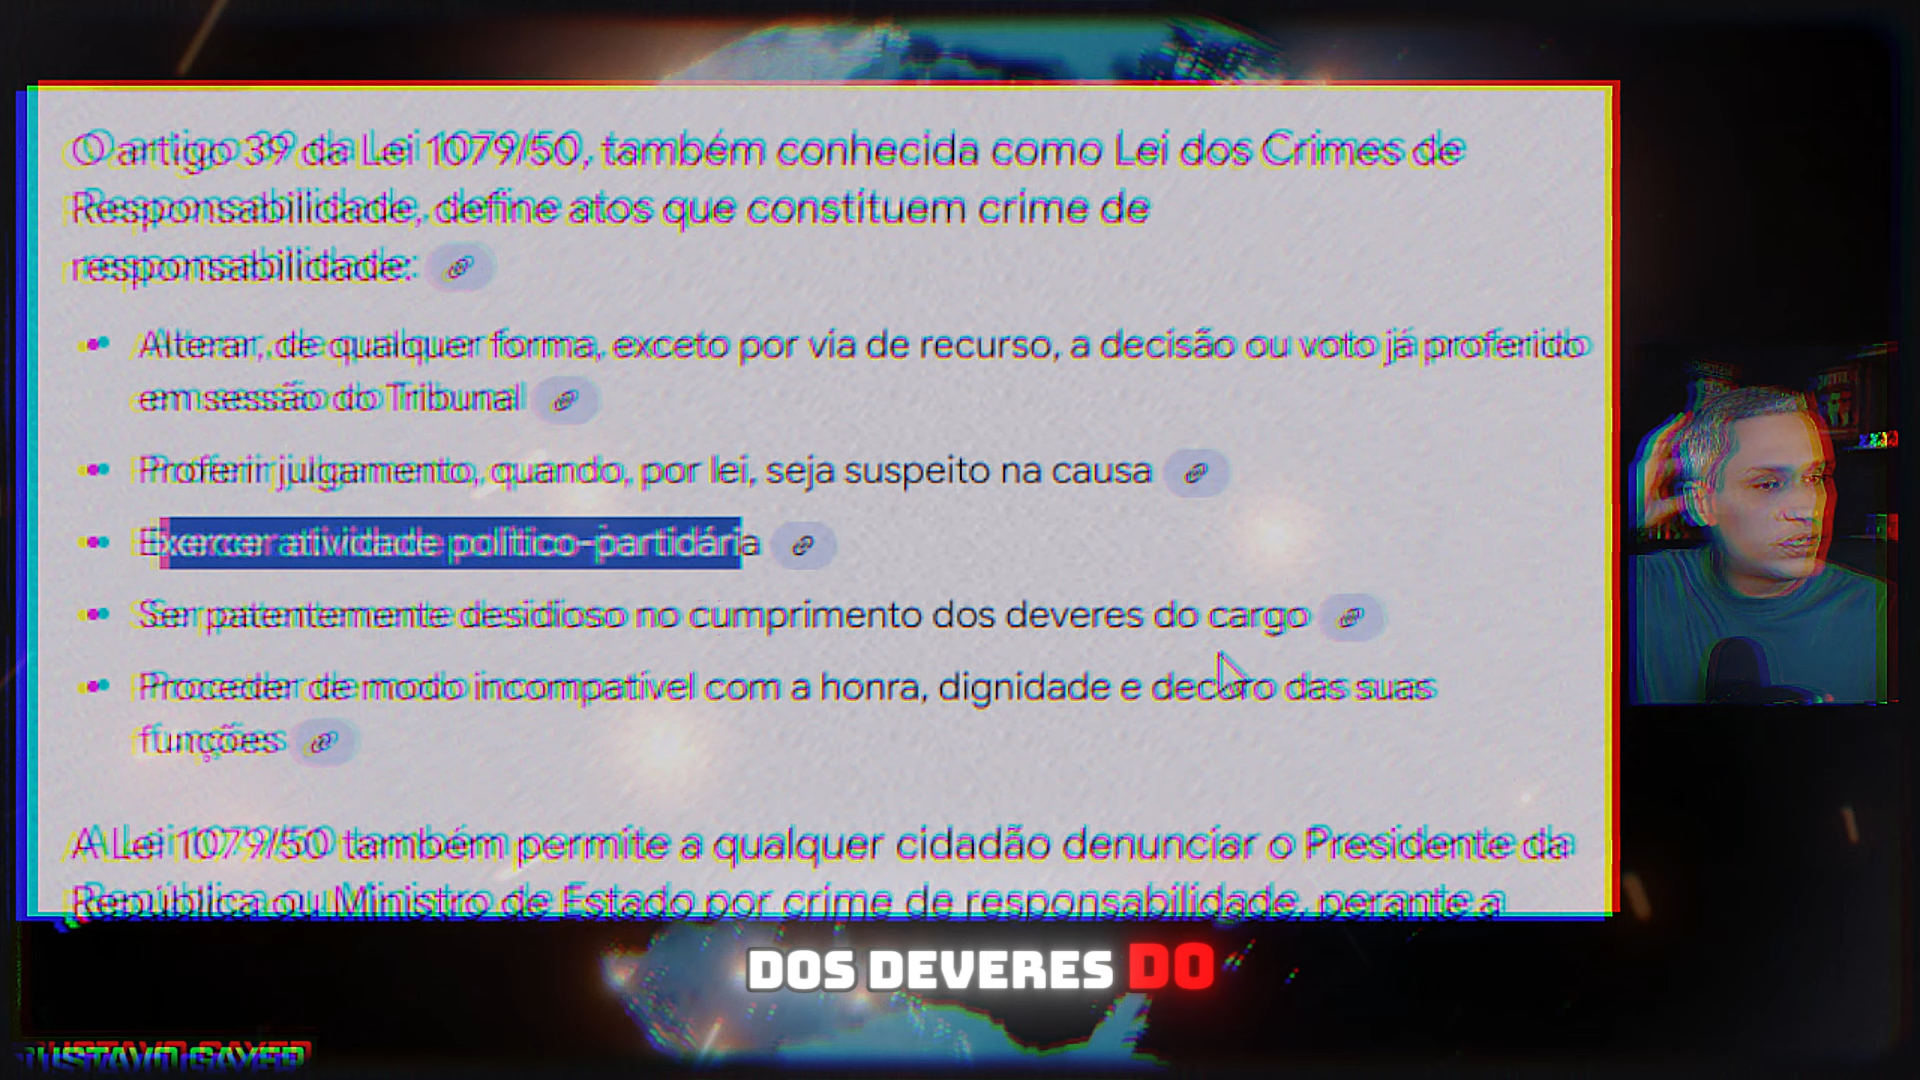 O artigo 39 da Lei 1079/50, também conhecida como Lei dos Crimes de
Responsabilidade, define atos que constituem crime de
responsabilidade:
Alterar, de qualquer forma, exceto por via de recurso, a decisão ou voto já proferido
em sessão do Tribunal
Proferir julgamento, quando, por lei, seja suspeito na causa
Exercer atividade político-partidária
Ser patentemente desidioso no cumprimento dos deveres do cargo
Proceder de modo incompatível com a honra, dignidade e decoro das suas
funções
A Lei 1079/50 também permite a qualquer cidadão denunciar o Presidente da
República ou Ministro de Estado por crime de responsabilidade, perante a
DOS DEVERES DO
GUSTAVO GAYER